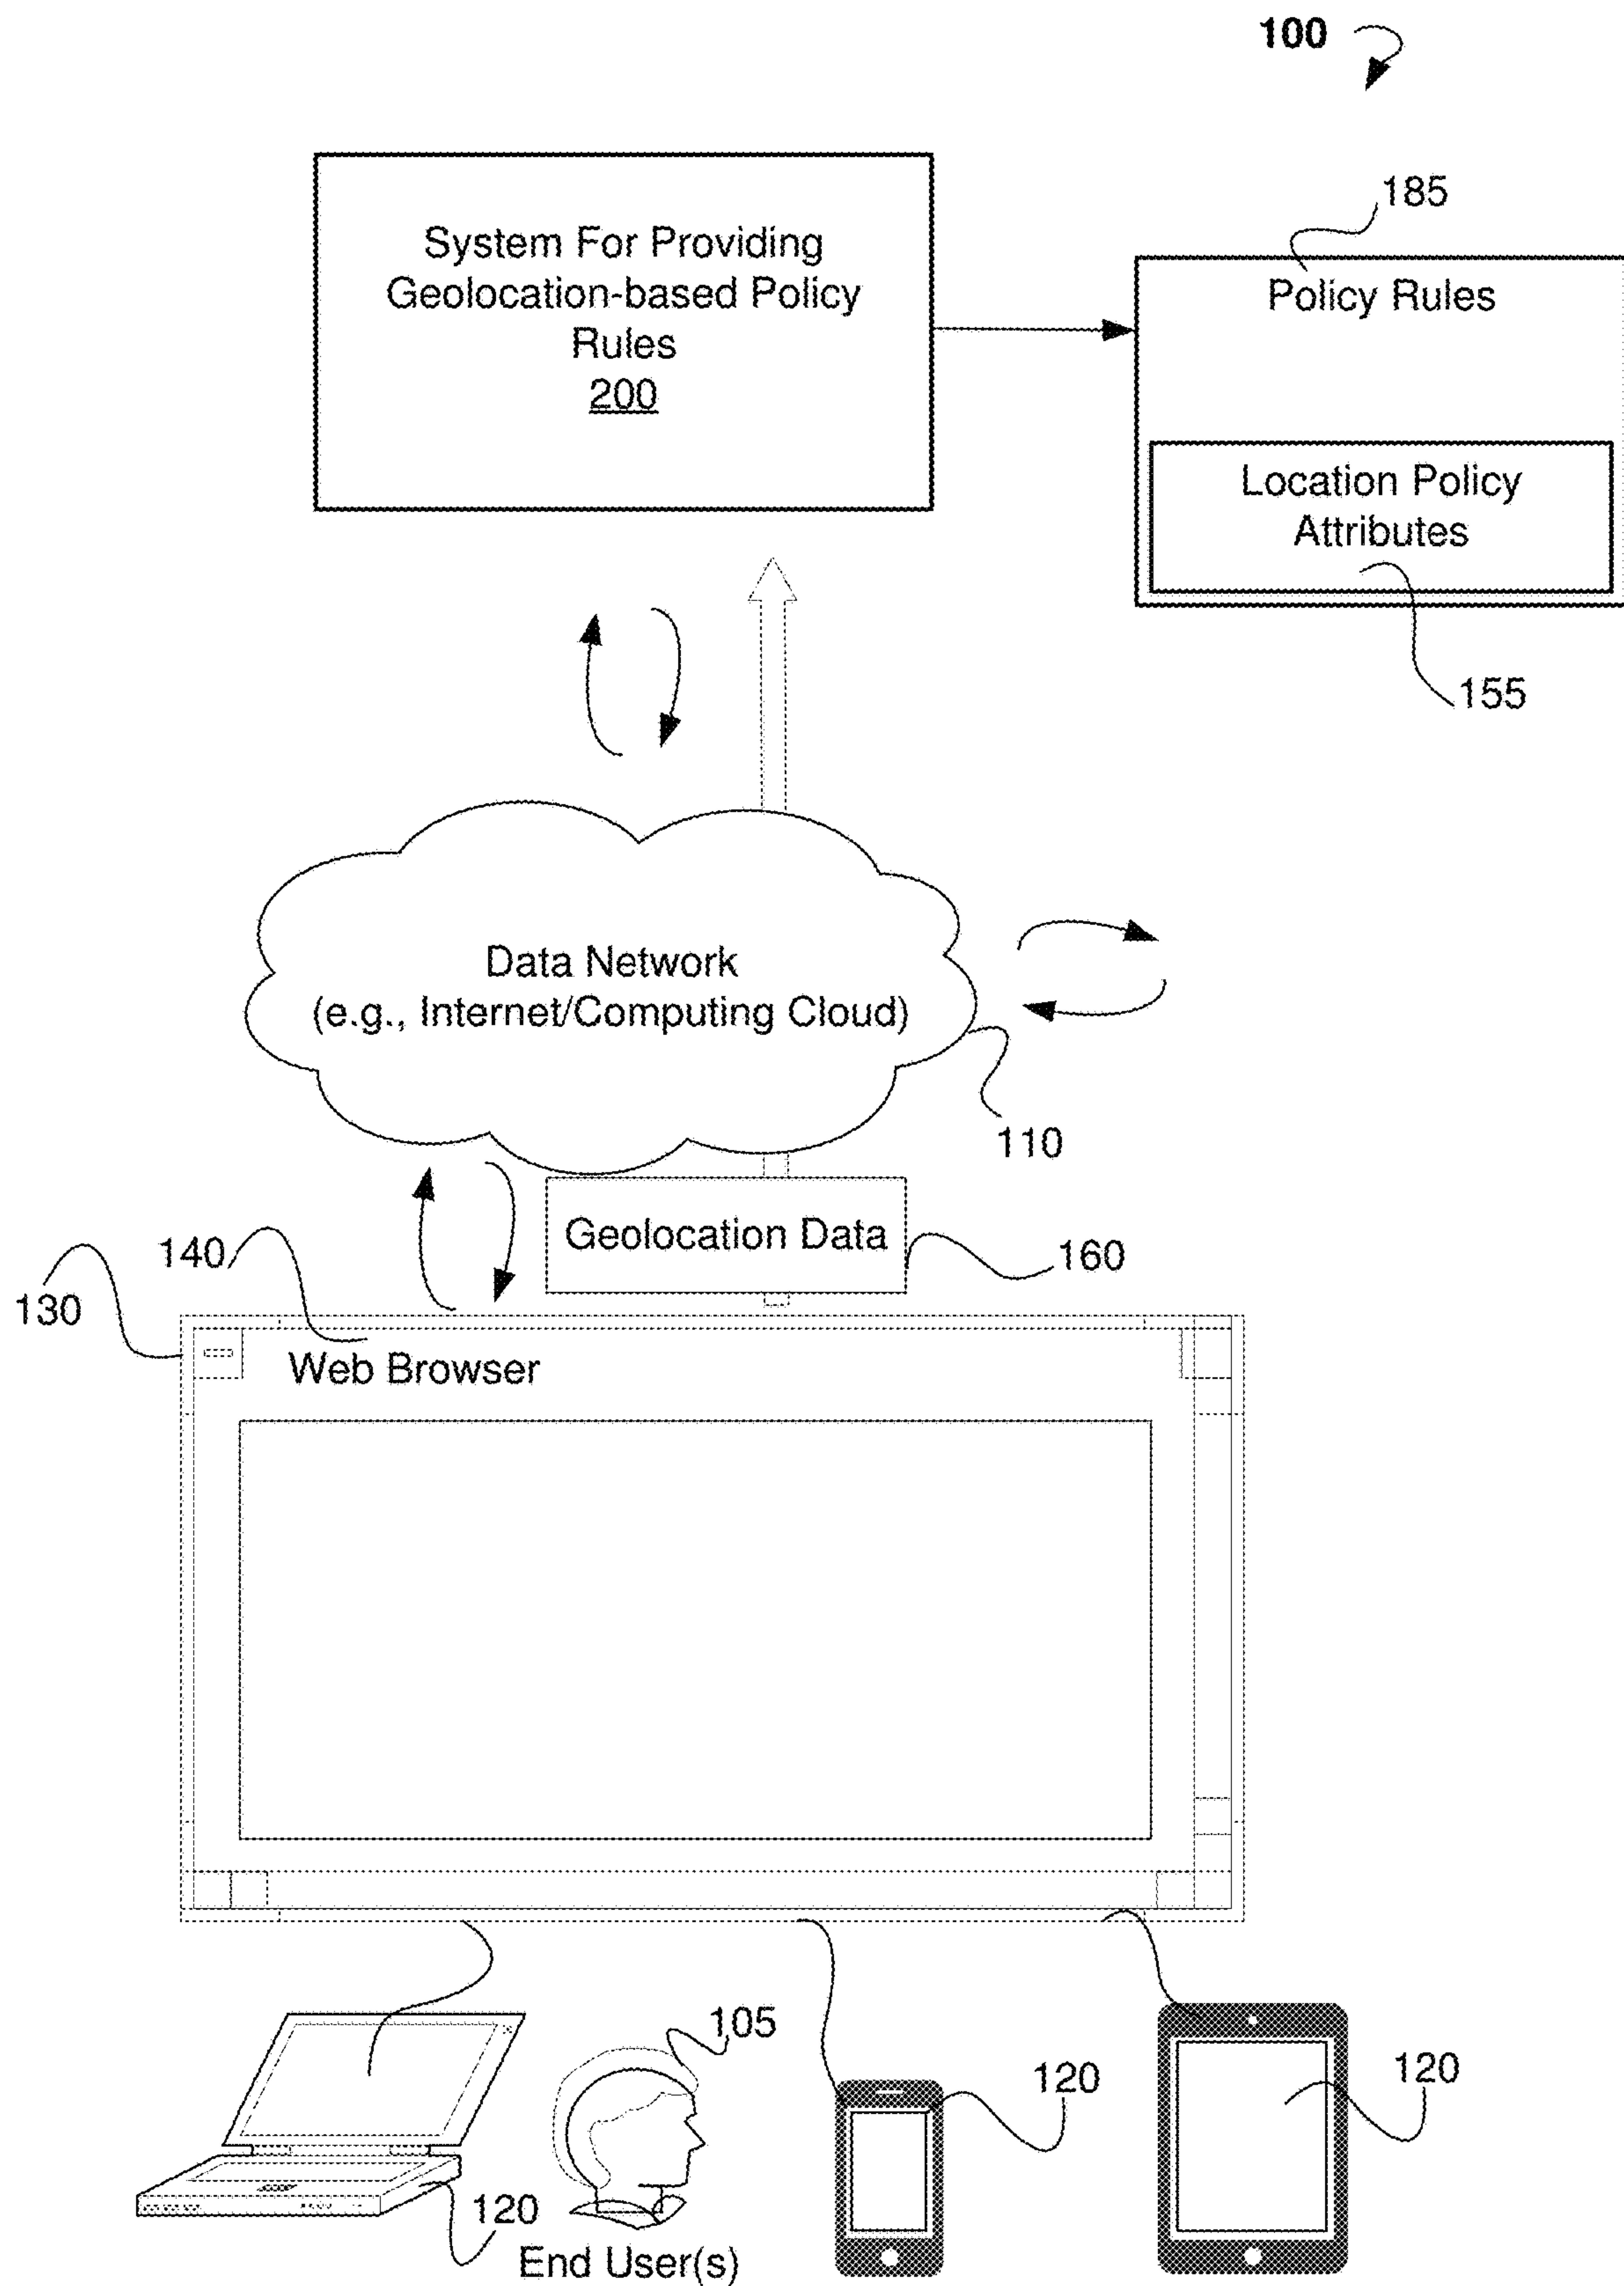 100
System For Providing
Geolocation-based Policy
Rules
200
185
Policy Rules
Location Policy
Attributes
155
Data Network
(e.g., Internet/Computing Cloud)
110
Geolocation Data
160
140
130
Web Browser
105
120
120
120
End User(s)